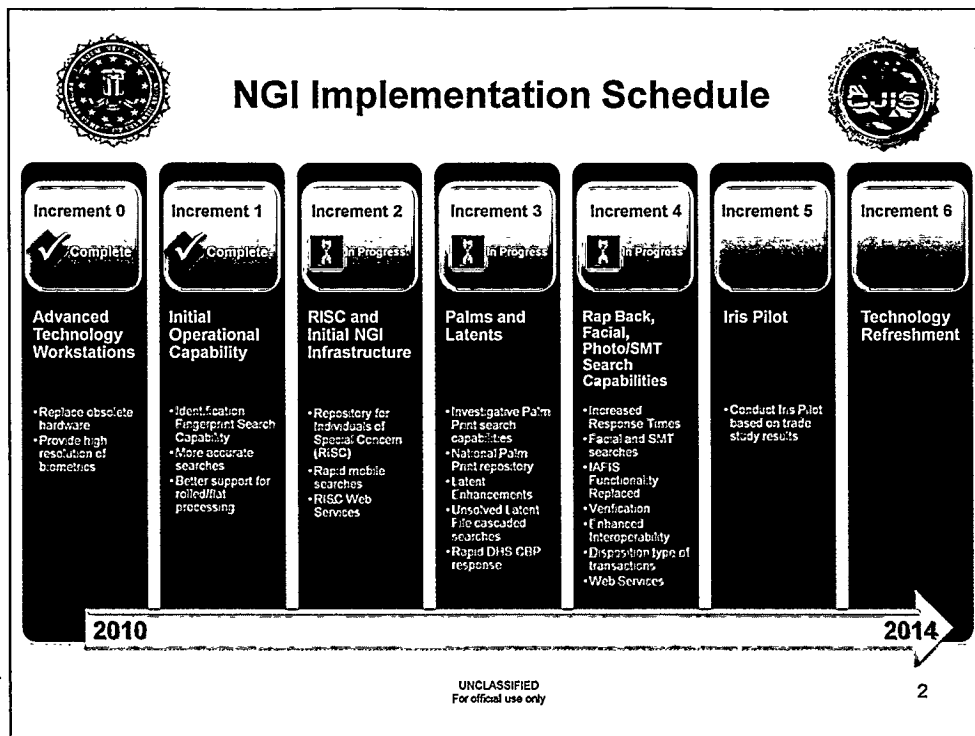 NGI Implementation Schedule
CJIS
Increment 0
Complete
Advanced
Technology
Workstations
•Replace obsolete
hardware
•Provide high
resolution of
biometrics
Increment 1
Complete
Initial
Operational
Capability
•Identification
Fingerprint Search
Capability
•More accurate
searches
•Better support for
rolled/flat
processing
Increment 2
In Progress
RISC and
Initial NGI
Infrastructure
•Repository for
Individuals of
Special Concern
(RISC)
•Rapid mobile
searches
•RISC Web
Services
Increment 3
In Progress
Palms and
Latents
•Investigative Palm
Print search
capabilities
•National Palm
Print repository
•Latent
Enhancements
•Unsolved Latent
File cascaded
searches
•Rapid DHS CBP
response
Increment 4
In Progress
Rap Back,
Facial,
Photo/SMT
Search
Capabilities
•Increased
Response Times
•Facial and SMT
searches
•IAFIS
Functionality
Replaced
•Verification
•Enhanced
Interoperability
•Disposition type of
transactions
•Web Services
Increment 5
Iris Pilot
•Conduct Iris Pilot
based on trade
study results
Increment 6
Technology
Refreshment
2010
2014
UNCLASSIFIED
For official use only
2